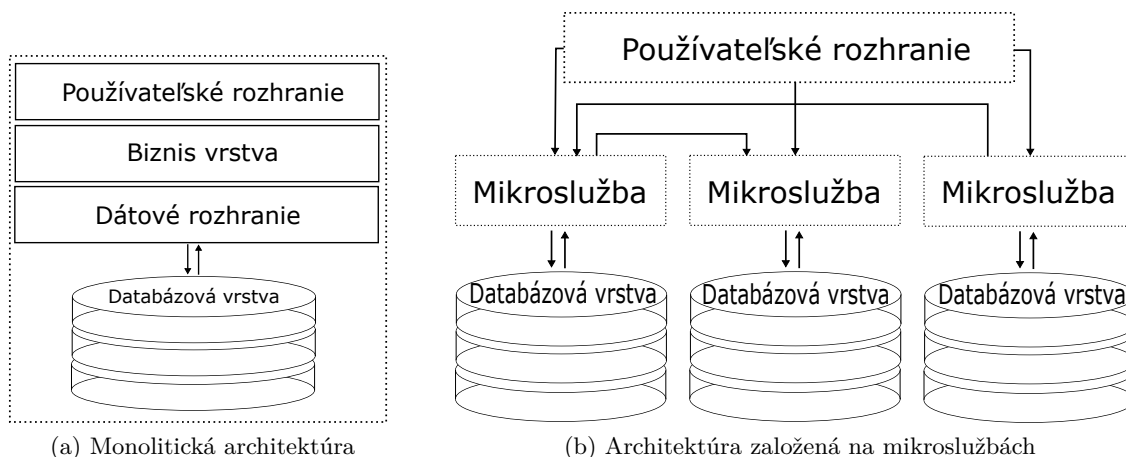 Používateľské rozhranie
Biznis vrstva
Dátové rozhranie
Databázová vrstva
(a) Monolitická architektúra
Používateľské rozhranie
Mikroslužba
Mikroslužba
Mikroslužba
Databázová vrstva
Databázová vrstva
Databázová vrstva
(b) Architektúra založená na mikroslužbách